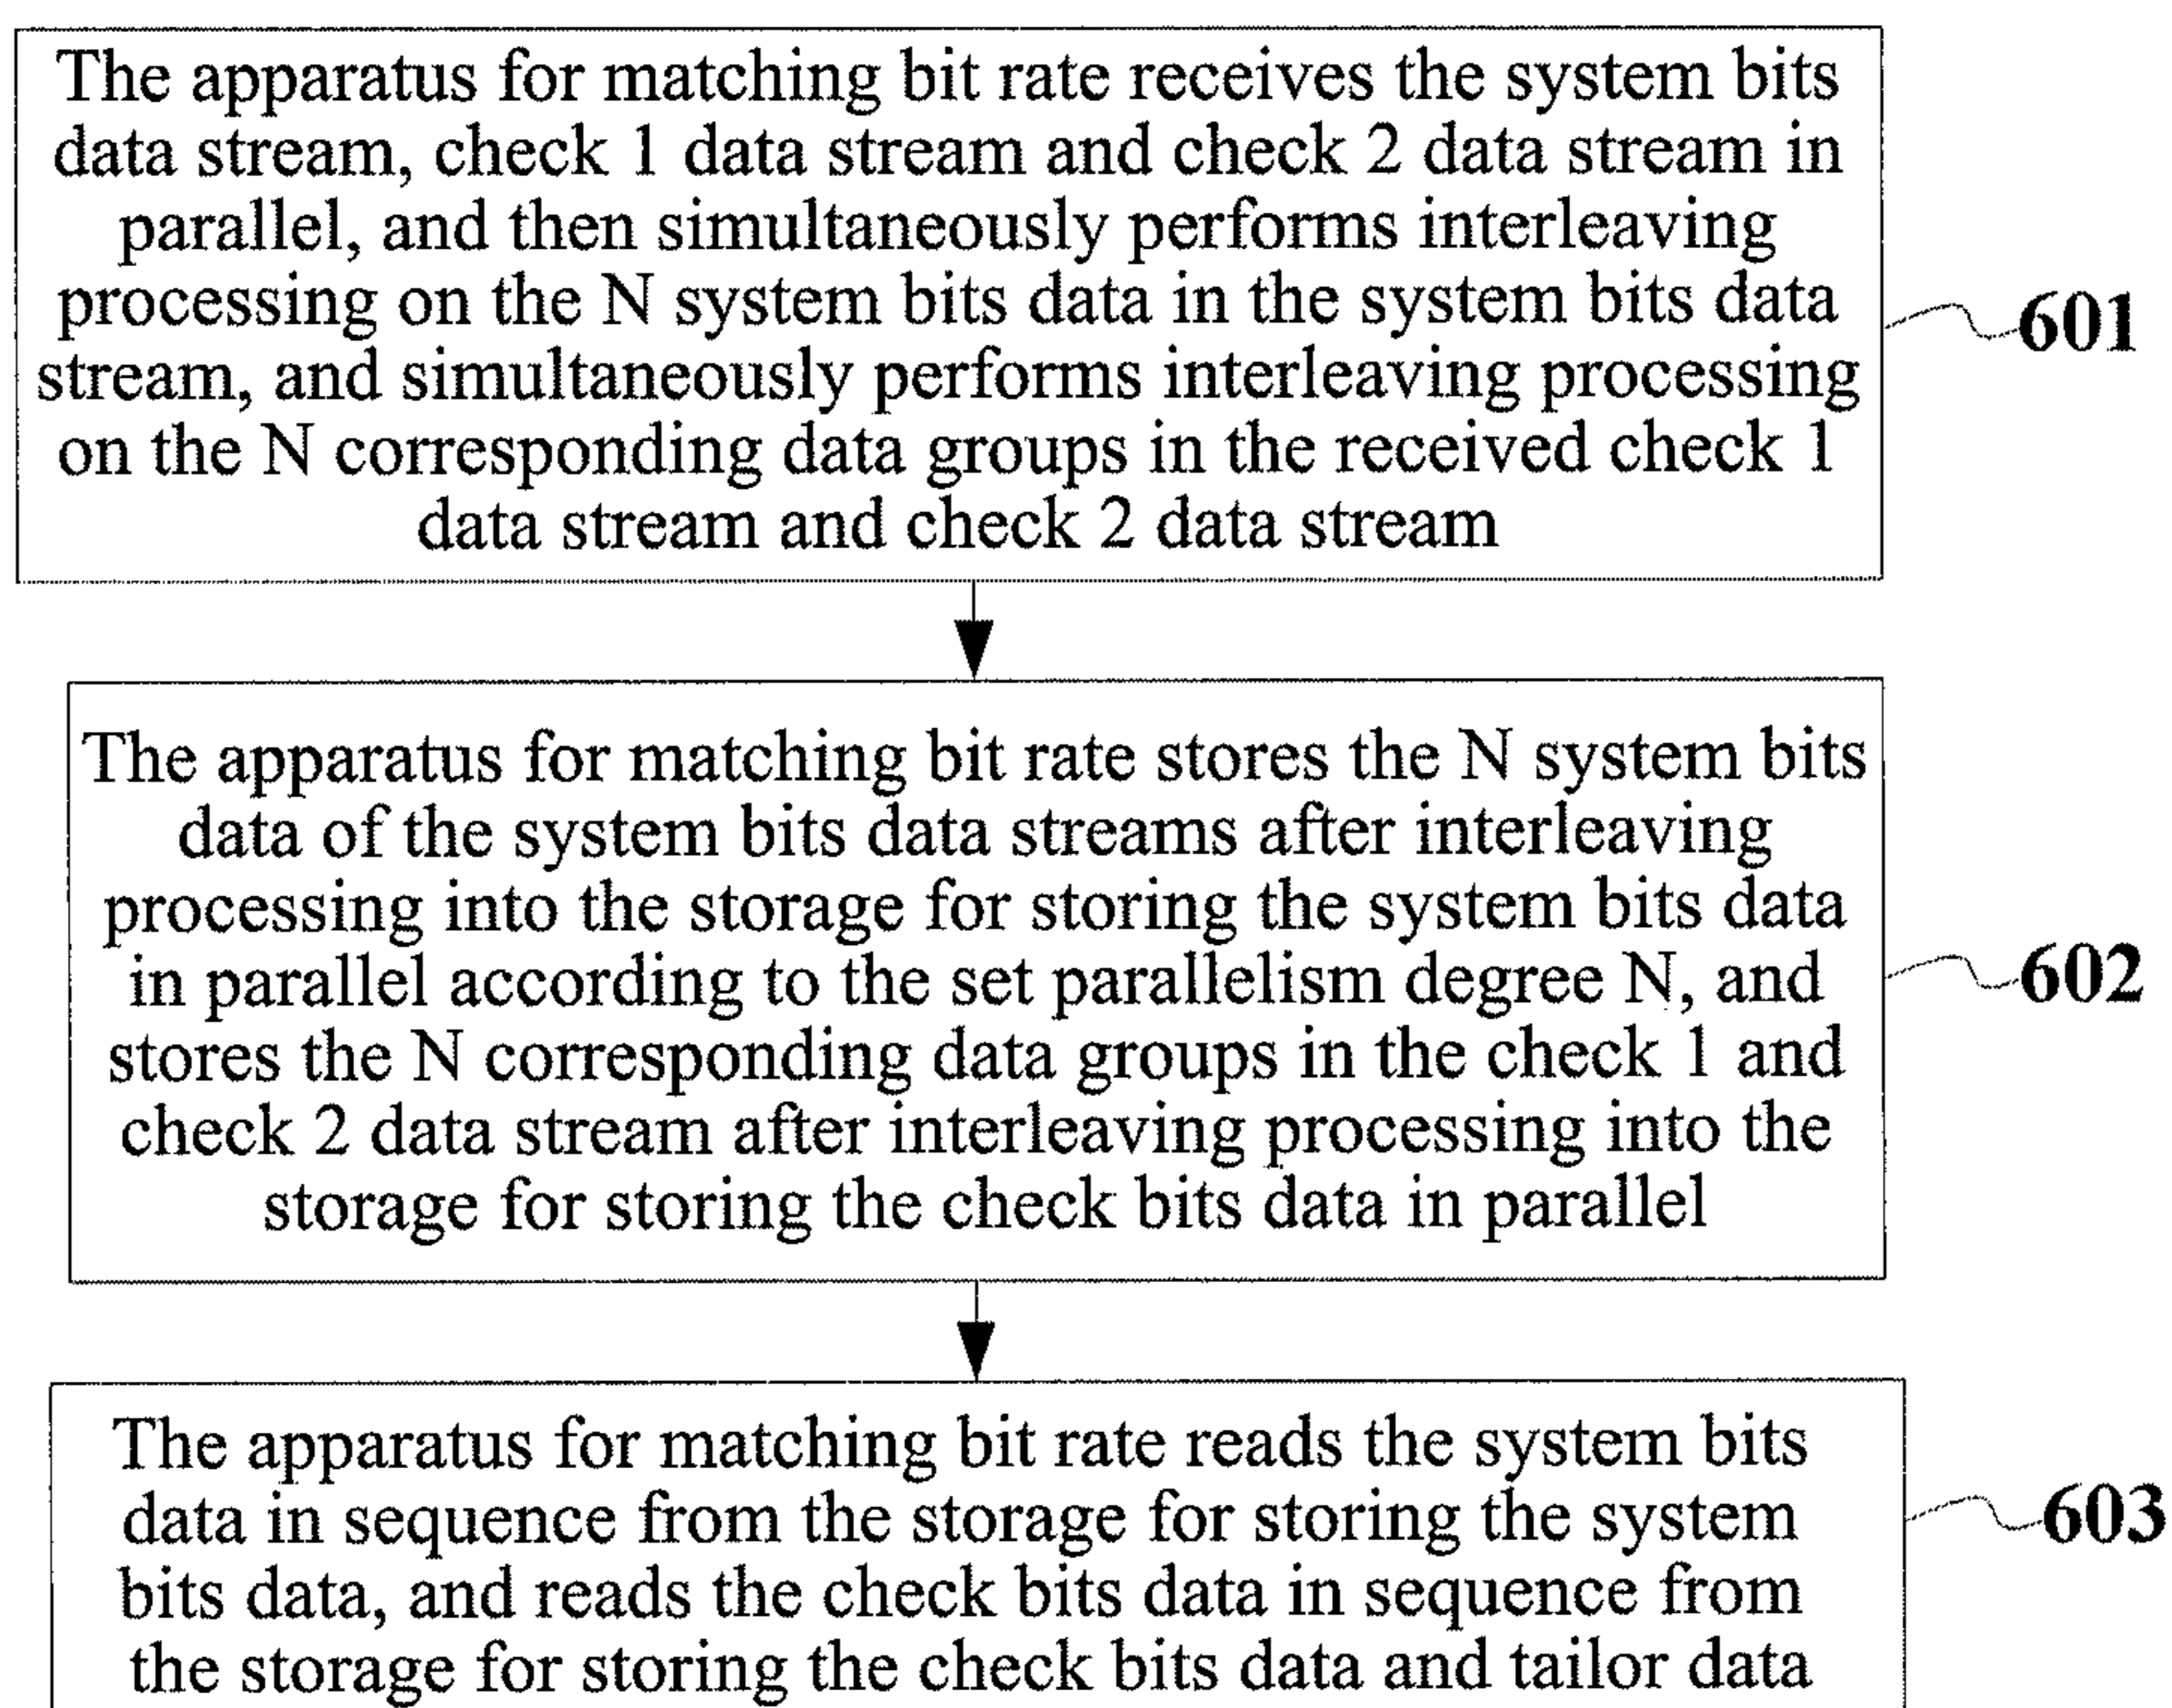 The apparatus for matching bit rate receives the system bits
data stream, check 1 data stream and check 2 data stream in
parallel, and then simultaneously performs interleaving
processing on the N system bits data in the system bits data
stream, and simultaneously performs interleaving processing
on the N corresponding data groups in the received check 1
data stream and check 2 data stream
601
The apparatus for matching bit rate stores the N system bits
data of the system bits data streams after interleaving
processing into the storage for storing the system bits data
in parallel according to the set parallelism degree N, and
stores the N corresponding data groups in the check 1 and
check 2 data stream after interleaving processing into the
storage for storing the check bits data in parallel
602
The apparatus for matching bit rate reads the system bits
data in sequence from the storage for storing the system
bits data, and reads the check bits data in sequence from
the storage for storing the check bits data and tailor data
603